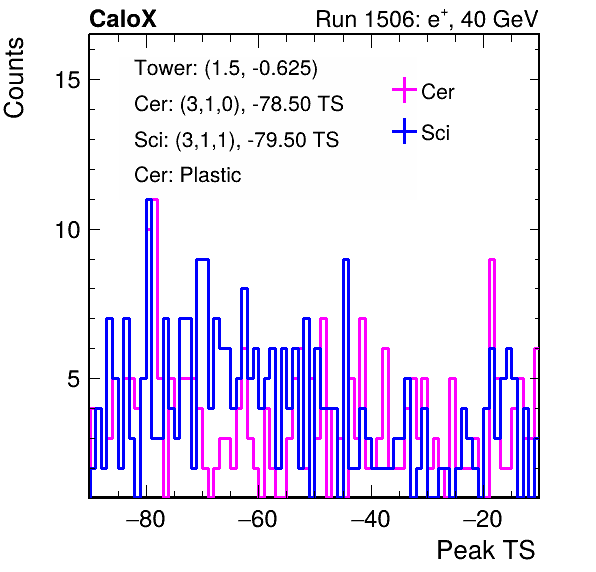 CaloX Run 1506: e⁺, 40 GeV
Counts
Tower: (1.5, -0.625)
Cer: (3,1,0), -78.50 TS
Sci: (3,1,1), -79.50 TS
Cer: Plastic
Cer
Sci
15
10
5
−80 −60 −40 −20
Peak TS